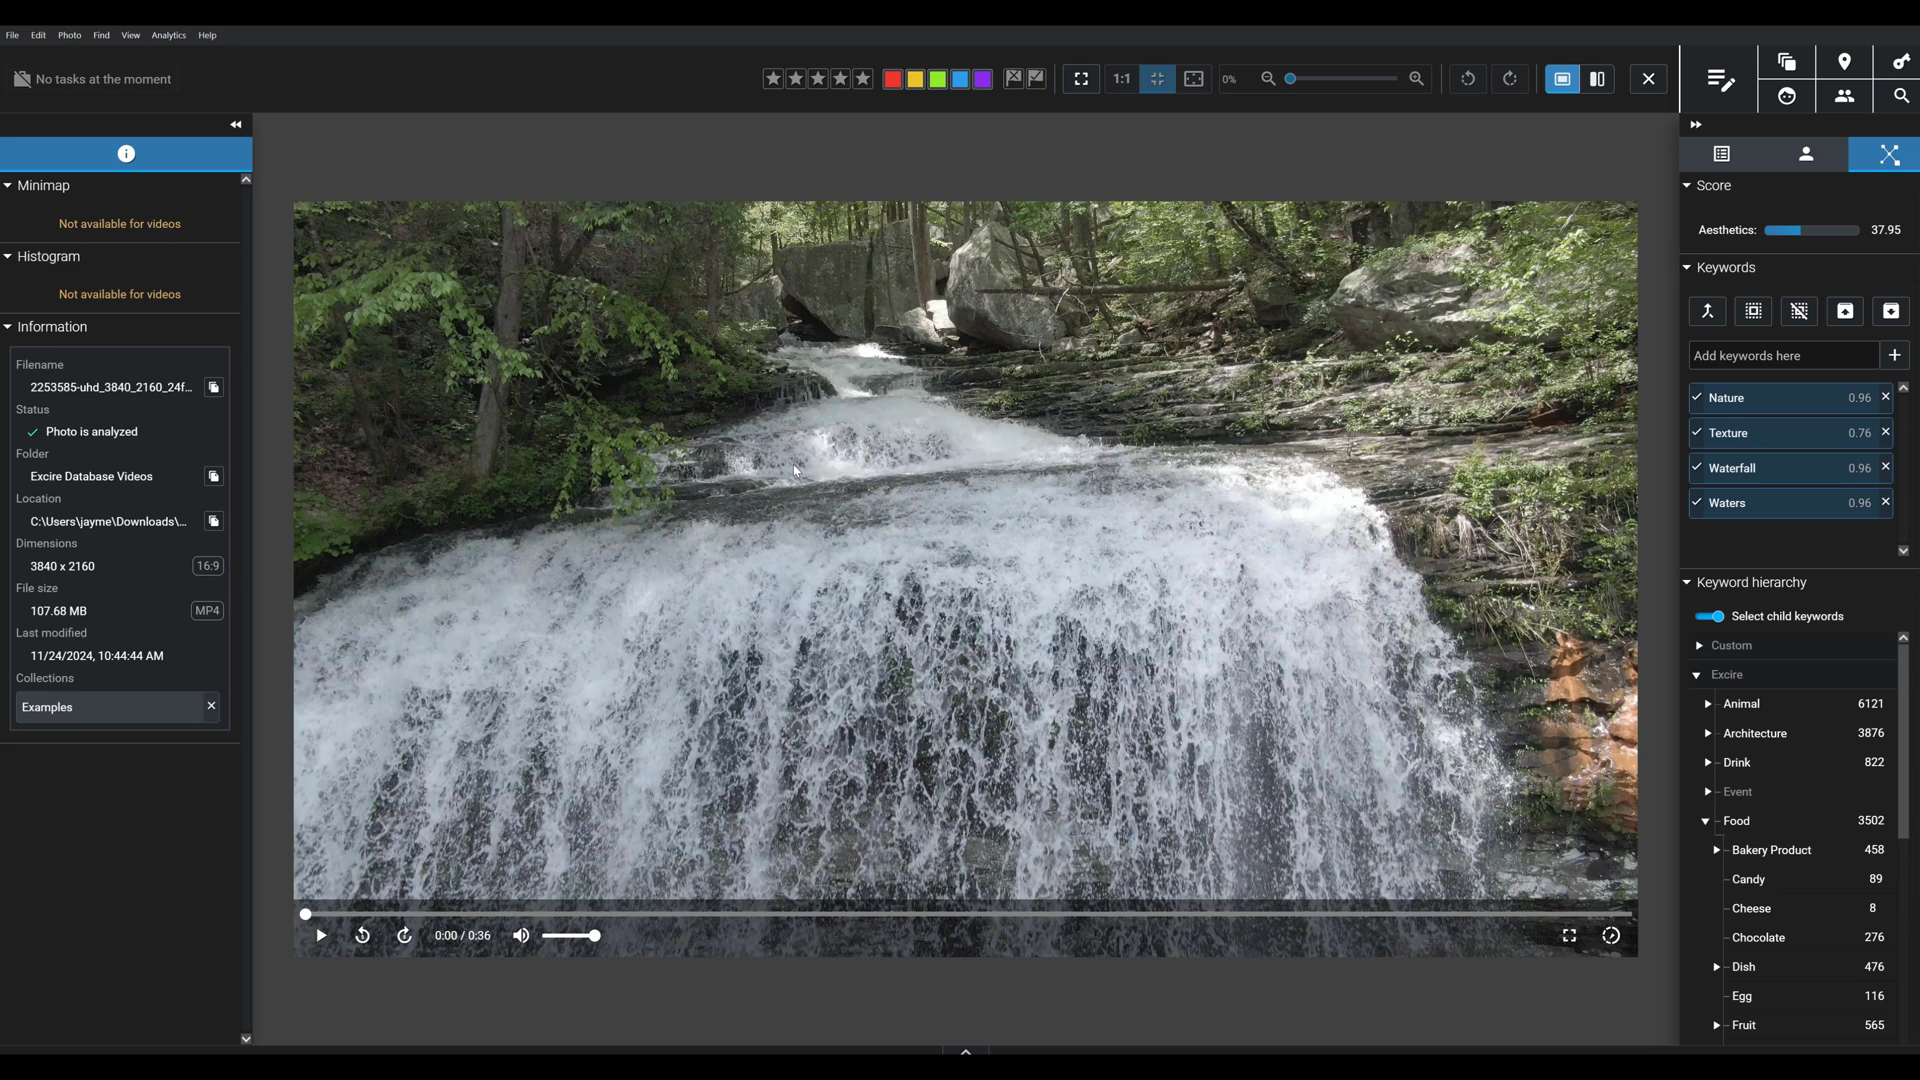 File Edit Photo Find View Analytics Help
No tasks at the moment
1:1
0%
Minimap
Not available for videos
Histogram
Not available for videos
Information
Filename
2253585-uhd_3840_2160_24f...
Status
Photo is analyzed
Folder
Excire Database Videos
Location
C:\Users\jayme\Downloads\...
Dimensions
3840 x 2160 16:9
File size
107.68 MB MP4
Last modified
11/24/2024, 10:44:44 AM
Collections
Examples
0:00 / 0:36
Score
Aesthetics: 37.95
Keywords
Add keywords here
Nature 0.96
Texture 0.76
Waterfall 0.96
Waters 0.96
Keyword hierarchy
Select child keywords
Custom
Excire
Animal 6121
Architecture 3876
Drink 822
Event
Food 3502
Bakery Product 458
Candy 89
Cheese 8
Chocolate 276
Dish 476
Egg 116
Fruit 565